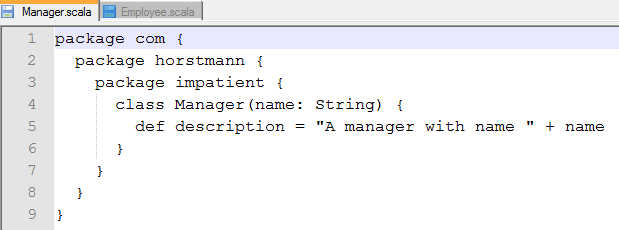 Manager.scala Employee.scala
1 package com {
2   package horstmann {
3     package impatient {
4       class Manager(name: String) {
5         def description = "A manager with name " + name
6       }
7     }
8   }
9 }